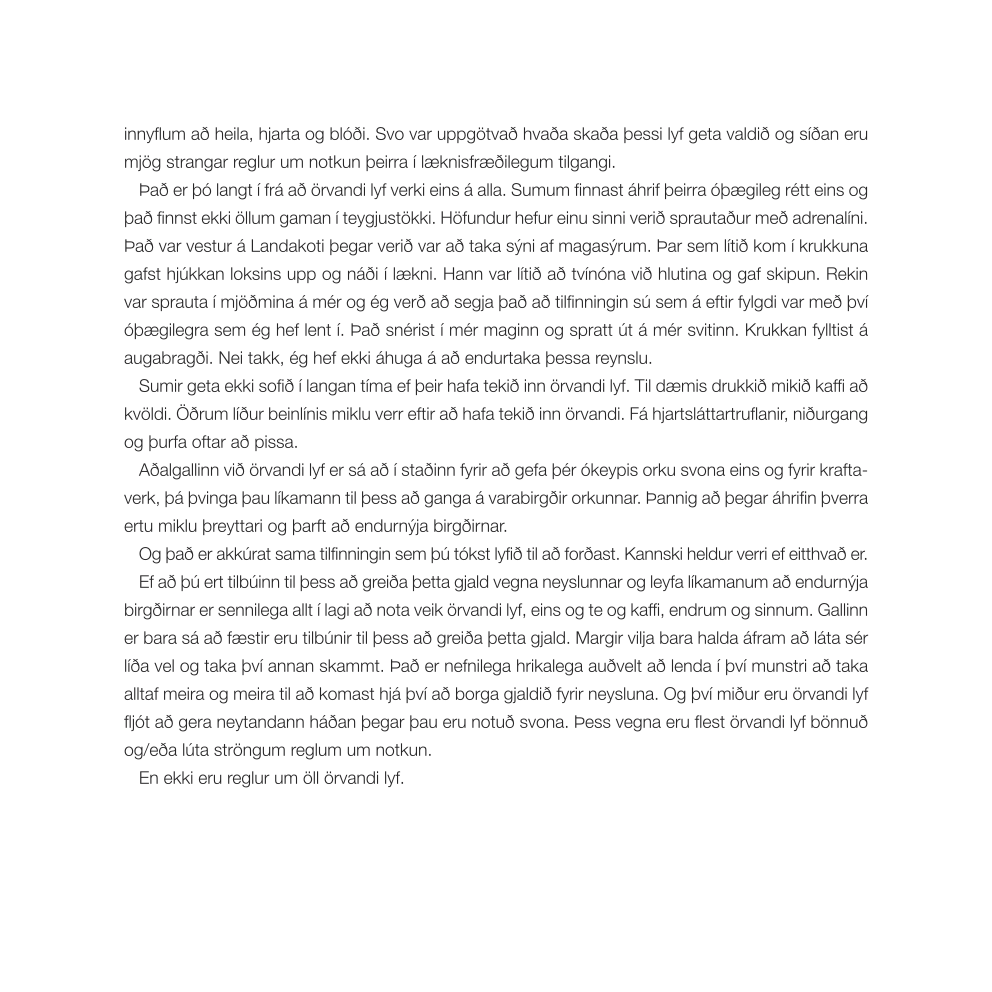 innyflum að heila, hjarta og blóði. Svo var uppgötvað hvaða skaða þessi lyf geta valdið og síðan eru
mjög strangar reglur um notkun þeirra í læknisfræðilegum tilgangi.
Það er þó langt í frá að örvandi lyf verki eins á alla. Sumum finnast áhrif þeirra óþægileg rétt eins og
það finnst ekki öllum gaman í teygjustökki. Höfundur hefur einu sinni verið sprautaður með adrenalíni.
Það var vestur á Landakoti þegar verið var að taka sýni af magasýrum. Þar sem lítið kom í krukkuna
gafst hjúkkan loksins upp og náði í lækni. Hann var lítið að tvínóna við hlutina og gaf skipun. Rekin
var sprauta í mjöðmina á mér og ég verð að segja það að tilfinningin sú sem á eftir fylgdi var með því
óþægilegra sem ég hef lent í. Það snérist í mér maginn og spratt út á mér svitinn. Krukkan fylltist á
augabragði. Nei takk, ég hef ekki áhuga á að endurtaka þessa reynslu.
Sumir geta ekki sofið í langan tíma ef þeir hafa tekið inn örvandi lyf. Til dæmis drukkið mikið kaffi að
kvöldi. Öðrum líður beinlínis miklu verr eftir að hafa tekið inn örvandi. Fá hjartsláttartruflanir, niðurgang
og þurfa oftar að pissa.
Aðalgallinn við örvandi lyf er sá að í staðinn fyrir að gefa þér ókeypis orku svona eins og fyrir krafta-
verk, þá þvinga þau líkamann til þess að ganga á varabirgðir orkunnar. Þannig að þegar áhrifin þverra
ertu miklu þreyttari og þarft að endurnýja birgðirnar.
Og það er akkúrat sama tilfinningin sem þú tókst lyfið til að forðast. Kannski heldur verri ef eitthvað er.
Ef að þú ert tilbúinn til þess að greiða þetta gjald vegna neyslunnar og leyfa líkamanum að endurnýja
birgðirnar er sennilega allt í lagi að nota veik örvandi lyf, eins og te og kaffi, endrum og sinnum. Gallinn
er bara sá að fæstir eru tilbúnir til þess að greiða þetta gjald. Margir vilja bara halda áfram að láta sér
líða vel og taka því annan skammt. Það er nefnilega hrikalega auðvelt að lenda í því munstri að taka
alltaf meira og meira til að komast hjá því að borga gjaldið fyrir neysluna. Og því miður eru örvandi lyf
fljót að gera neytandann háðan þegar þau eru notuð svona. Þess vegna eru flest örvandi lyf bönnuð
og/eða lúta ströngum reglum um notkun.
En ekki eru reglur um öll örvandi lyf.